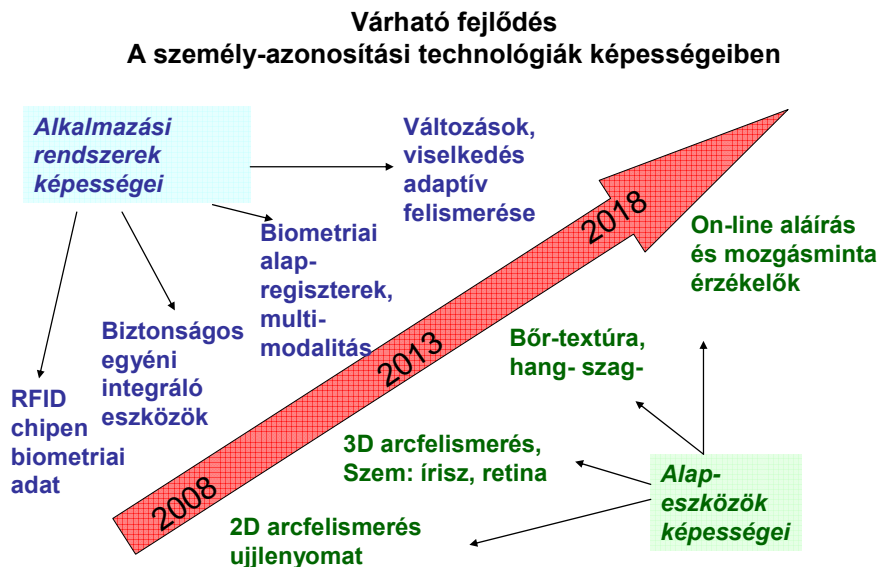 Várható fejlődés
A személy-azonosítási technológiák képességeiben
Alkalmazási
rendszerek
képességei
Változások,
viselkedés
adaptív
felismerése
Biometriai
alap-
regiszterek,
multi-
modalitás
Biztonságos
egyéni
integráló
eszközök
RFID
chipen
biometriai
adat
2008
2013
2018
On-line aláírás
és mozgásminta
érzékelők
Bőr-textúra,
hang- szag-
3D arcfelismerés,
Szem: írisz, retina
2D arcfelismerés
ujjlenyomat
Alap-
eszközök
képességei